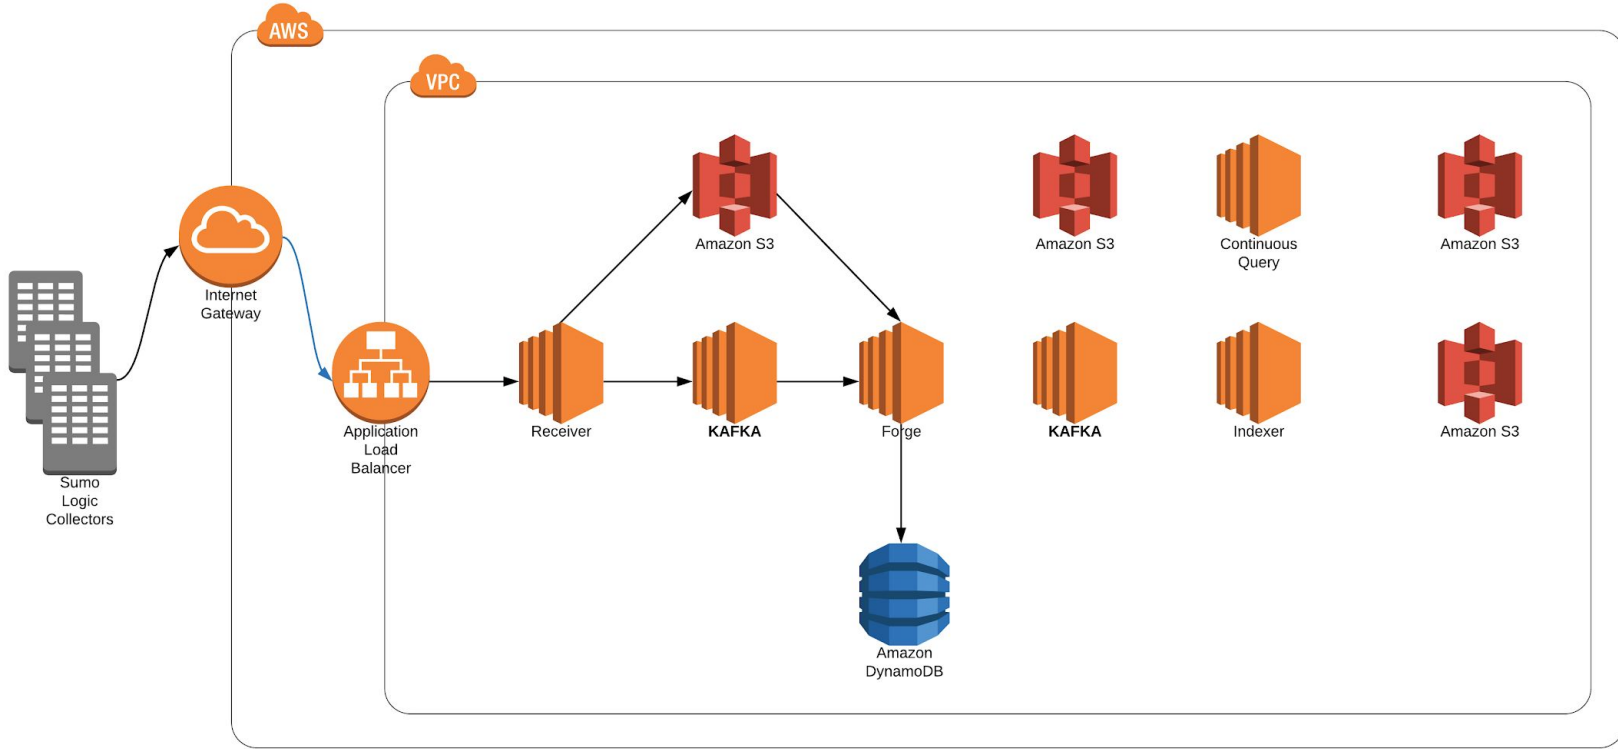 AWS
VPC
Amazon S3
Amazon S3
Continuous
Query
Amazon S3
Internet
Gateway
Application
Load
Balancer
Receiver
KAFKA
Forge
KAFKA
Indexer
Amazon S3
Sumo
Logic
Collectors
Amazon
DynamoDB